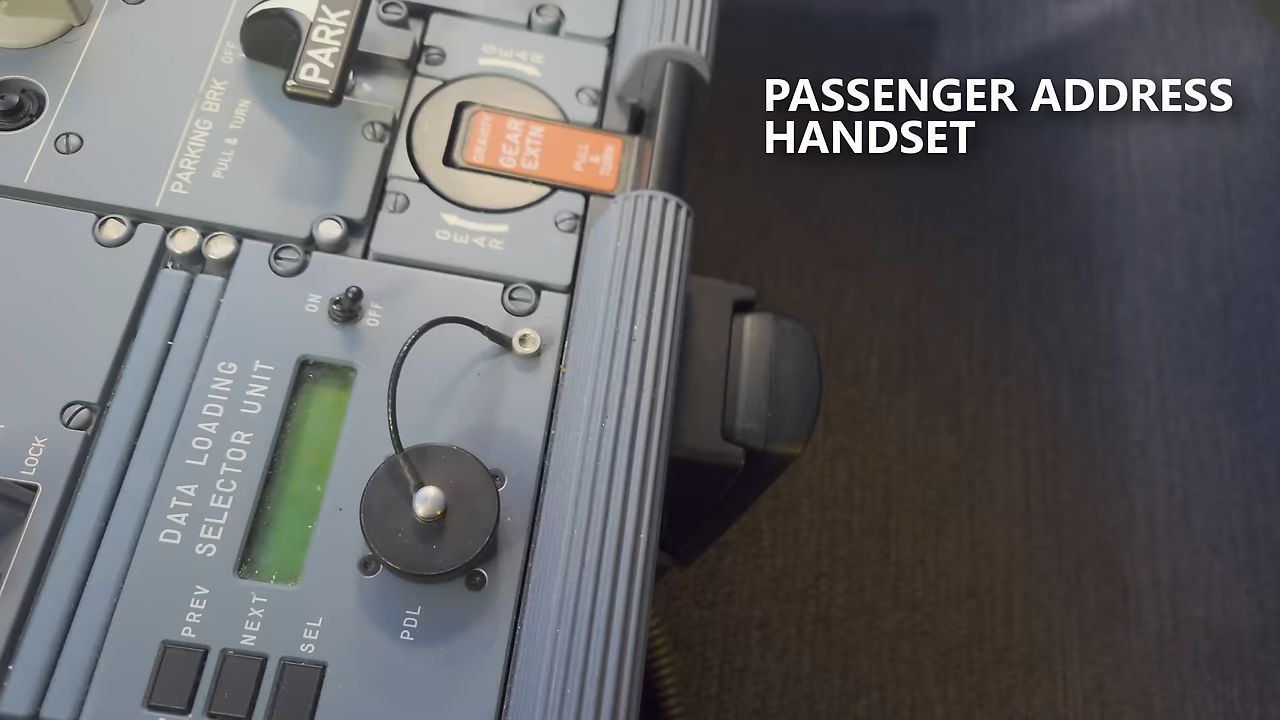 PASSENGER ADDRESS
HANDSET
PARK
OFF
PARKING BRK
PULL & TURN
GEAR
GRAVITY
GEAR
EXTN
PULL
&
TURN
GEAR
ON
OFF
DATA LOADING
SELECTOR UNIT
LOCK
PREV
NEXT
SEL
PDL